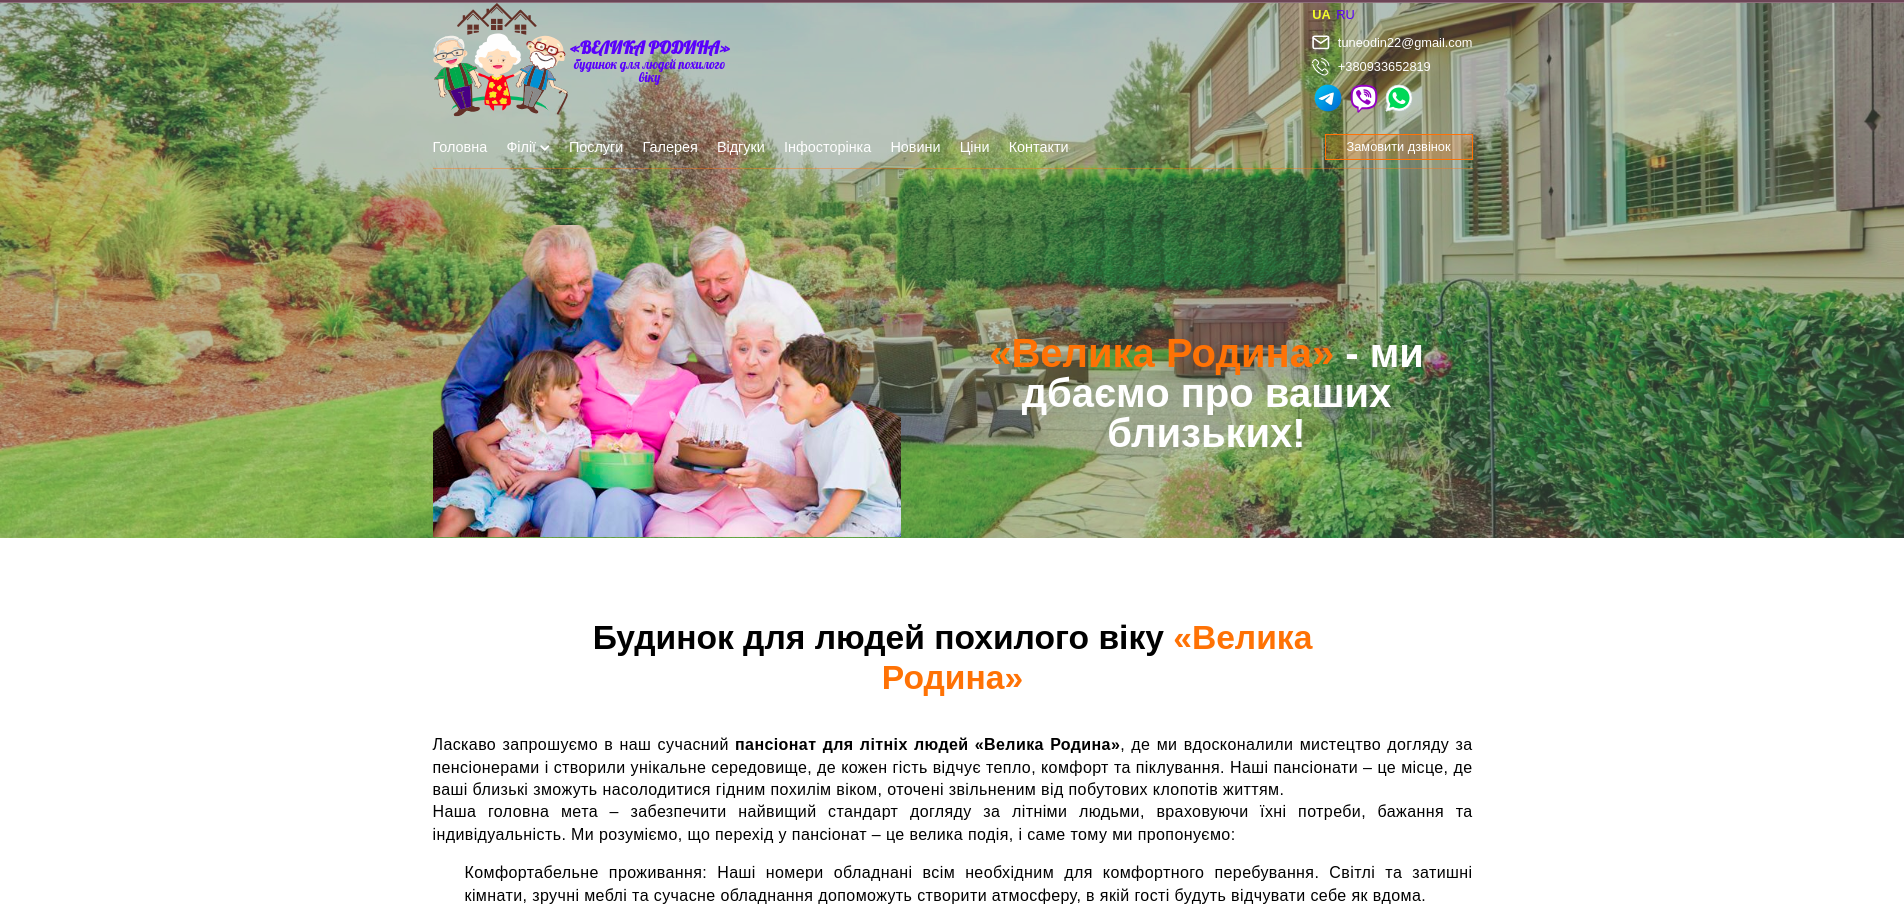 UA RU
«ВЕЛИКА РОДИНА»
будинок для людей похилого
віку
tuneodin22@gmail.com
+380933652819
Головна Філії Послуги Галерея Відгуки Інфосторінка Новини Ціни Контакти
Замовити дзвінок
«Велика Родина» - ми
дбаємо про ваших
близьких!
Будинок для людей похилого віку «Велика
Родина»
Ласкаво запрошуємо в наш сучасний пансіонат для літніх людей «Велика Родина», де ми вдосконалили мистецтво догляду за
пенсіонерами і створили унікальне середовище, де кожен гість відчує тепло, комфорт та піклування. Наші пансіонати – це місце, де
ваші близькі зможуть насолодитися гідним похилім віком, оточені звільненим від побутових клопотів життям.
Наша головна мета – забезпечити найвищий стандарт догляду за літніми людьми, враховуючи їхні потреби, бажання та
індивідуальність. Ми розуміємо, що перехід у пансіонат – це велика подія, і саме тому ми пропонуємо:
Комфортабельне проживання: Наші номери обладнані всім необхідним для комфортного перебування. Світлі та затишні
кімнати, зручні меблі та сучасне обладнання допоможуть створити атмосферу, в якій гості будуть відчувати себе як вдома.